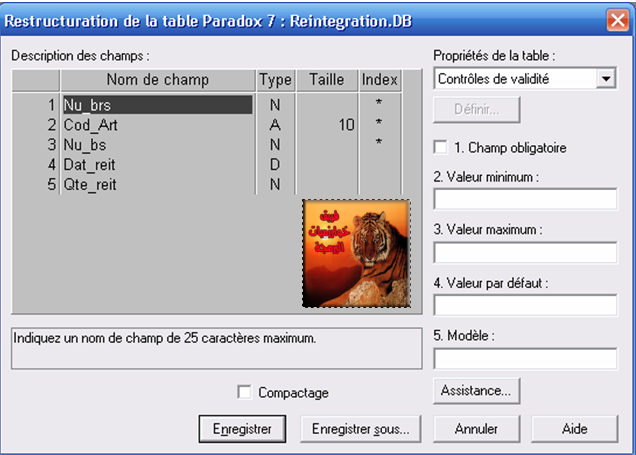 Restructuration de la table Paradox 7 : Reintegration.DB
Description des champs :
Nom de champ Type Taille Index
1 Nu_brs N *
2 Cod_Art A 10 *
3 Nu_bs N *
4 Dat_reit D
5 Qte_reit N
فريق
خوارزميات
البرمجة
Indiquez un nom de champ de 25 caractères maximum.
Compactage
Propriétés de la table :
Contrôles de validité
Définir...
1. Champ obligatoire
2. Valeur minimum :
3. Valeur maximum :
4. Valeur par défaut :
5. Modèle :
Assistance...
Enregistrer Enregistrer sous... Annuler Aide